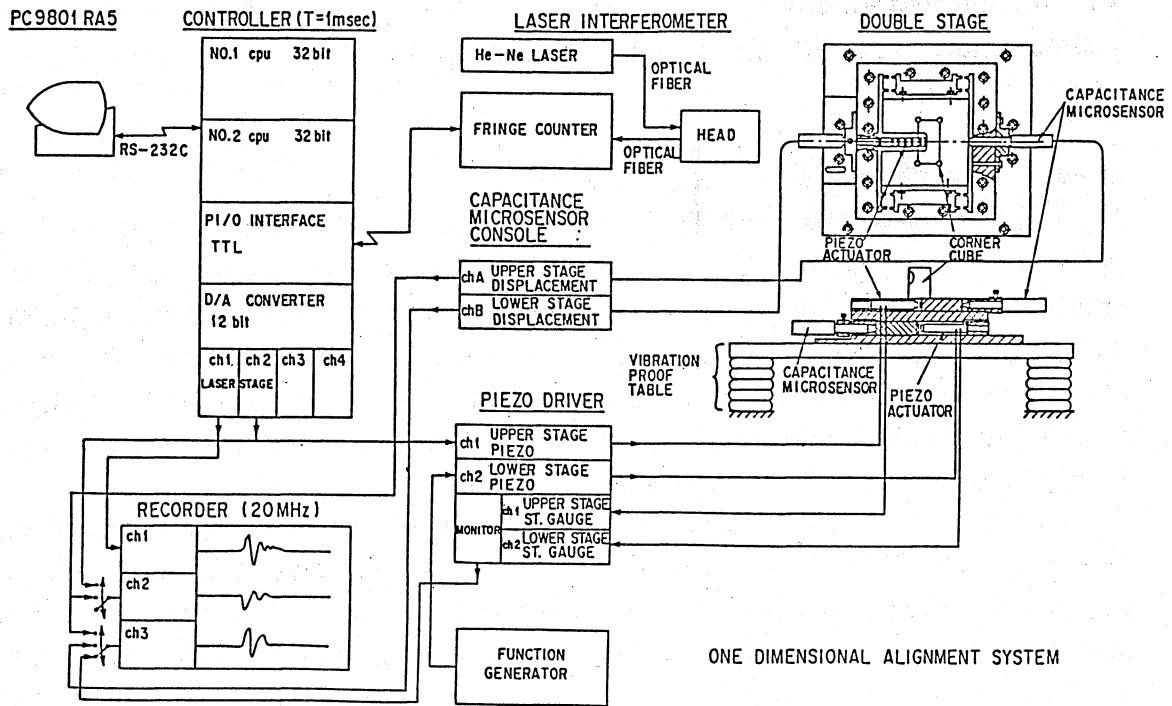 PC9801 RA5
CONTROLLER (T=1msec)
LASER INTERFEROMETER
DOUBLE STAGE
NO.1 cpu 32bit
NO.2 cpu 32bit
PI/O INTERFACE
TTL
D/A CONVERTER
12 bit
ch1. ch2 ch3 ch4
LASER STAGE
RS-232C
He-Ne LASER
OPTICAL
FIBER
FRINGE COUNTER
HEAD
OPTICAL
FIBER
CAPACITANCE
MICROSENSOR
CONSOLE
chA UPPER STAGE
DISPLACEMENT
chB LOWER STAGE
DISPLACEMENT
CAPACITANCE
MICROSENSOR
PIEZO
ACTUATOR
CORNER
CUBE
VIBRATION
PROOF
TABLE
CAPACITANCE
MICROSENSOR
PIEZO
ACTUATOR
PIEZO DRIVER
ch1 UPPER STAGE
PIEZO
ch2 LOWER STAGE
PIEZO
MONITOR
ch1 UPPER STAGE
ST. GAUGE
ch2 LOWER STAGE
ST. GAUGE
RECORDER (20MHz)
ch1
ch2
ch3
FUNCTION
GENERATOR
ONE DIMENSIONAL ALIGNMENT SYSTEM